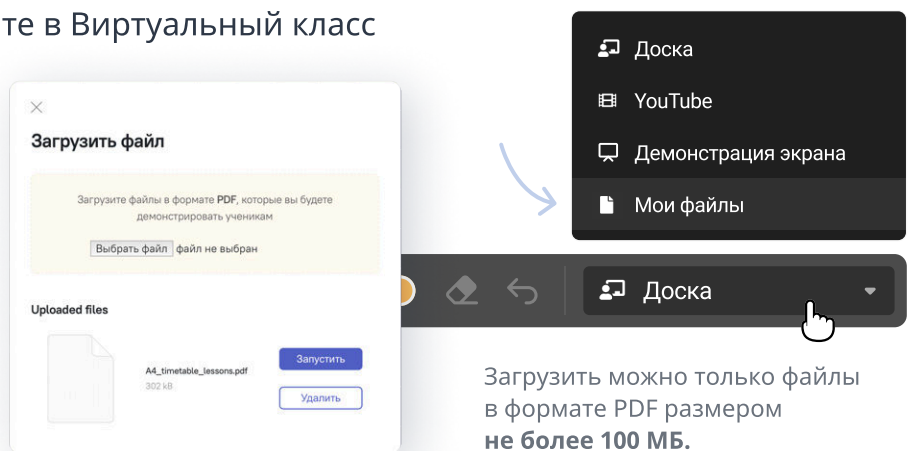 те в Виртуальный класс
Загрузить файл
Загрузите файлы в формате PDF, которые вы будете
демонстрировать ученикам
Выбрать файл файл не выбран
Uploaded files
A4_timetable_lessons.pdf
302 kB
Запустить
Удалить
Доска
YouTube
Демонстрация экрана
Мои файлы
Доска
Загрузить можно только файлы
в формате PDF размером
не более 100 МБ.